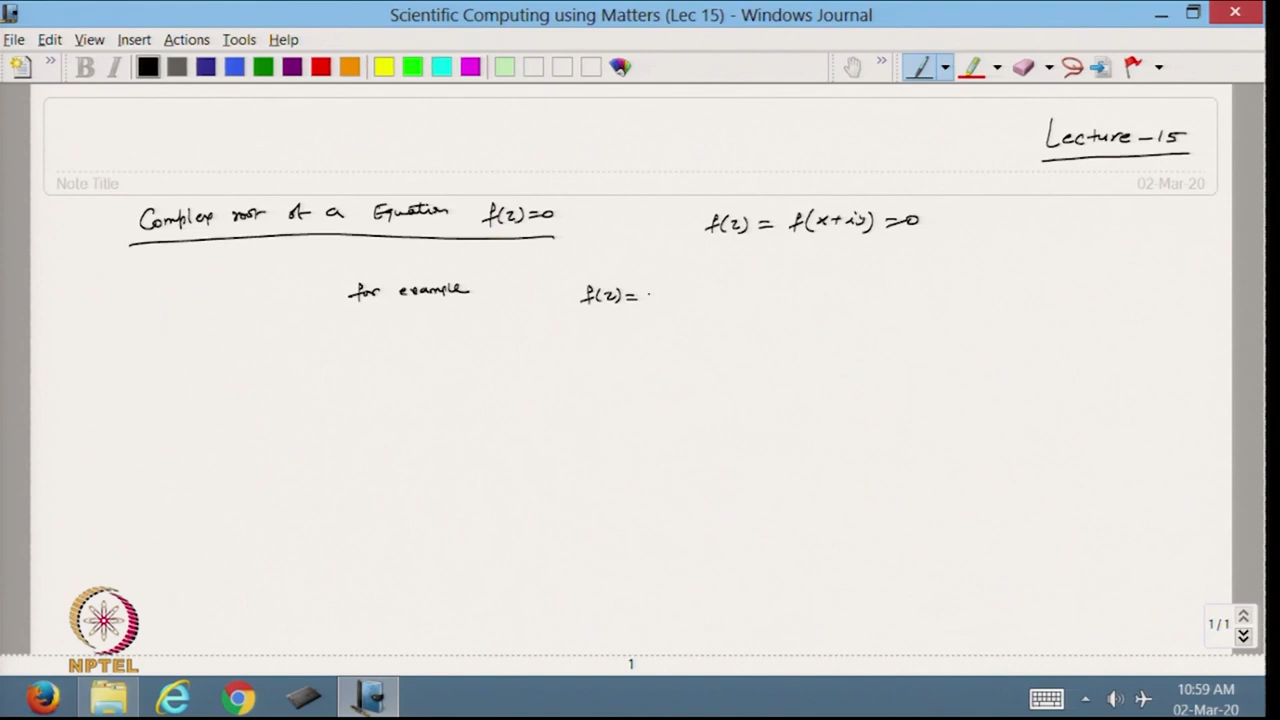 Scientific Computing using Matters (Lec 15) - Windows Journal
File Edit View Insert Actions Tools Help
B I
Lecture-15
Note Title
02-Mar-20
Complex root of a Equation f(z)=0
f(z) = f(x+iy) =0
for example f(z)= .
1/1
NPTEL
1
10:59 AM
02-Mar-20